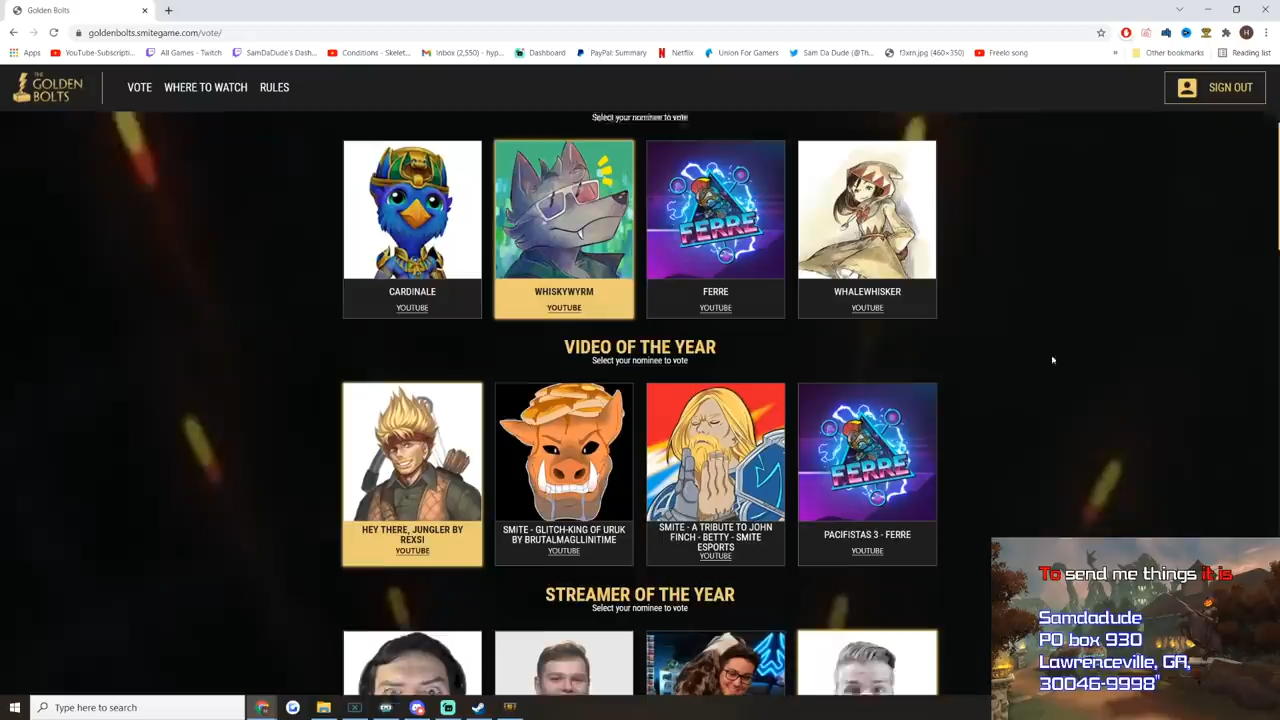 Golden Bolts
goldenbolts.smitegame.com/vote/
Apps
YouTube-Subscripti...
All Games - Twitch
SamDaDude's Dash...
Conditions - Skelet...
Inbox (2,550) - hyp...
Dashboard
PayPal: Summary
Netflix
Union For Gamers
Sam Da Dude (@Th...
f3xrn.jpg (460×350)
Freelo song
»
Other bookmarks
Reading list
THE GOLDEN BOLTS
VOTE
WHERE TO WATCH
RULES
SIGN OUT
Select your nominee to vote
FERRE
CARDINALE
YOUTUBE
WHISKYWYRM
YOUTUBE
FERRE
YOUTUBE
WHALEWHISKER
YOUTUBE
VIDEO OF THE YEAR
Select your nominee to vote
FERRE
HEY THERE, JUNGLER BY
REXSI
YOUTUBE
SMITE - GLITCH-KING OF URUK
BY BRUTALMAGLLINITIME
YOUTUBE
SMITE - A TRIBUTE TO JOHN
FINCH - BETTY - SMITE
ESPORTS
YOUTUBE
PACIFISTAS 3 - FERRE
YOUTUBE
STREAMER OF THE YEAR
Select your nominee to vote
To send me things it is
Samdadude
PO box 930
Lawrenceville, GA,
30046-9998"
Type here to search